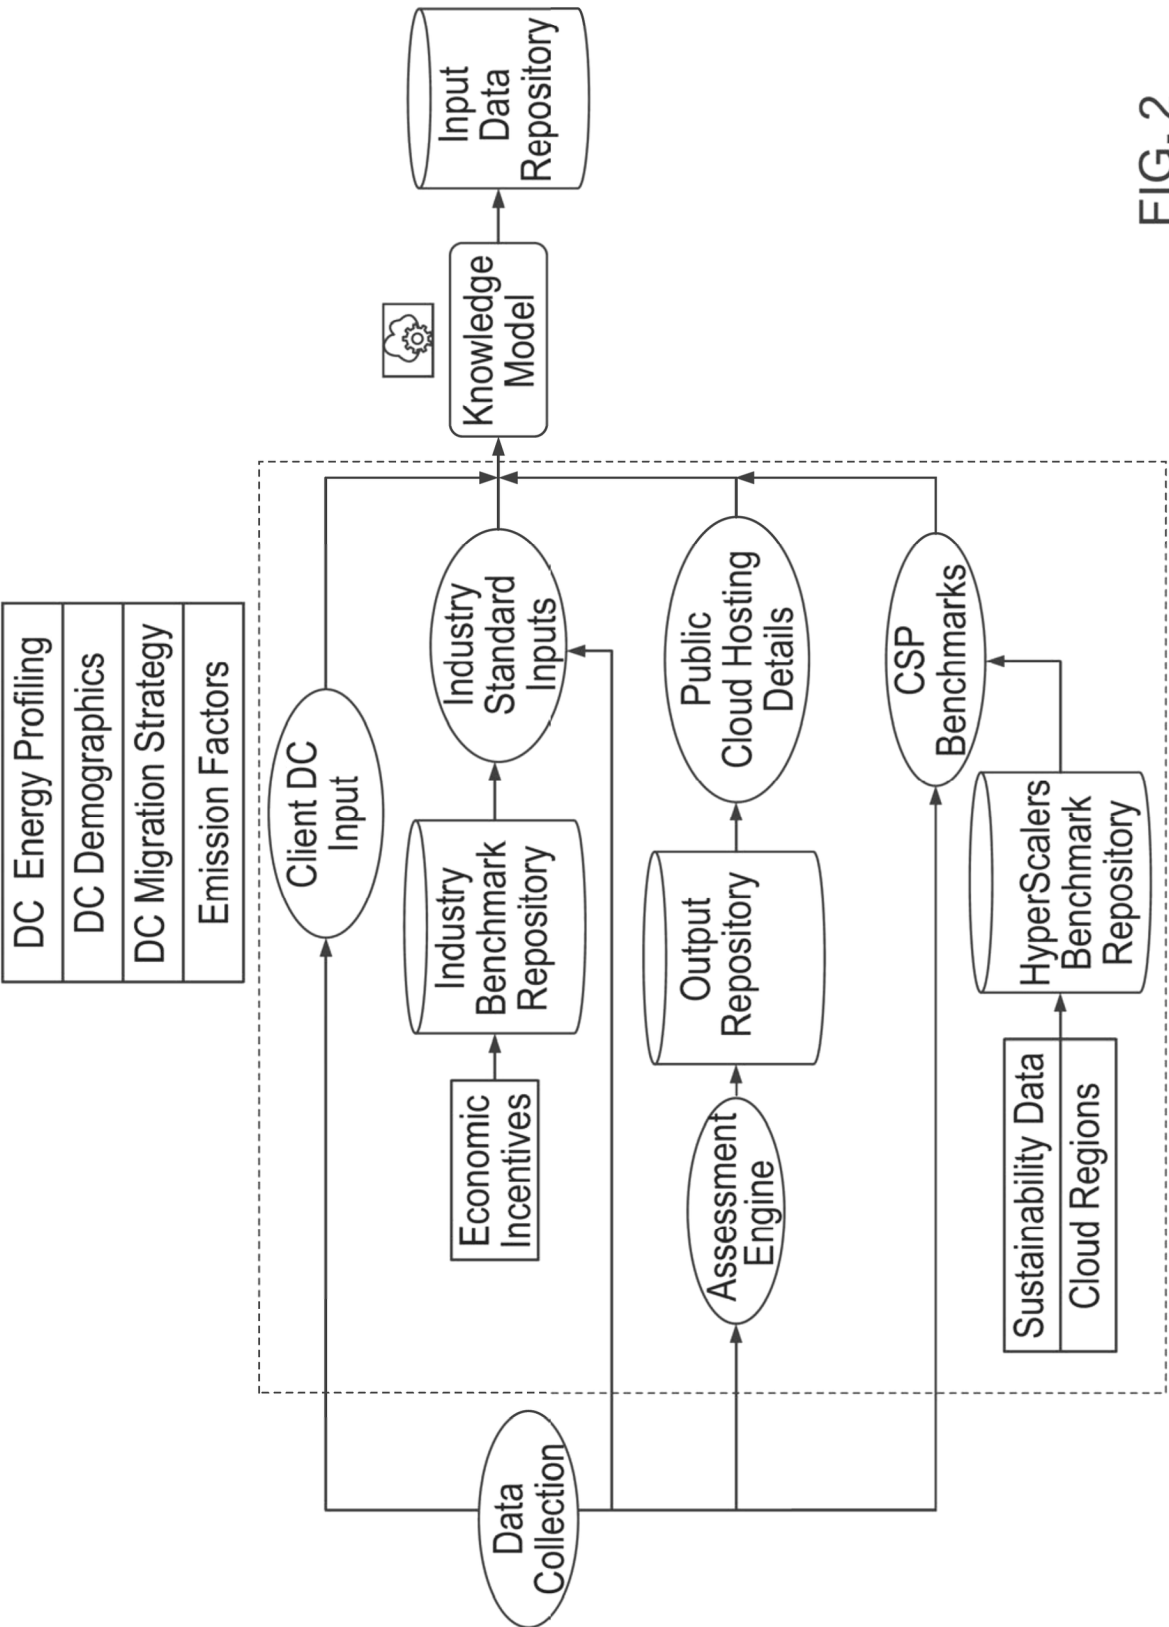 DC Energy Profiling
DC Demographics
DC Migration Strategy
Emission Factors
Data
Collection
Client DC
Input
Economic
Incentives
Industry
Benchmark
Repository
Industry
Standard
Inputs
Assessment
Engine
Output
Repository
Public
Cloud Hosting
Details
Sustainability Data
Cloud Regions
HyperScalers
Benchmark
Repository
CSP
Benchmarks
Knowledge
Model
Input
Data
Repository
FIG. 2